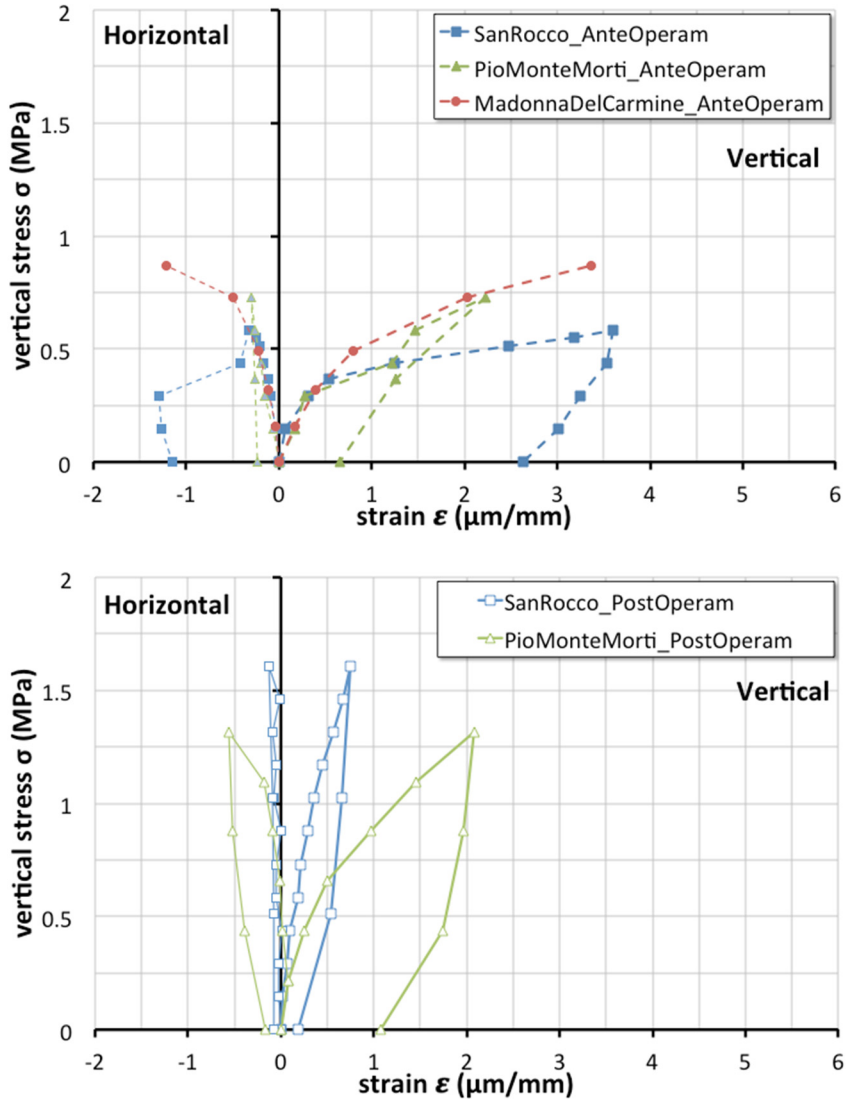 Horizontal
SanRocco_AnteOperam
PioMonteMorti_AnteOperam
MadonnaDelCarmine_AnteOperam
Vertical
vertical stress σ (MPa)
2
1.5
1
0.5
0
-2 -1 0 1 2 3 4 5 6
strain ε (μm/mm)
Horizontal
SanRocco_PostOperam
PioMonteMorti_PostOperam
Vertical
vertical stress σ (MPa)
2
1.5
1
0.5
0
-2 -1 0 1 2 3 4 5 6
strain ε (μm/mm)